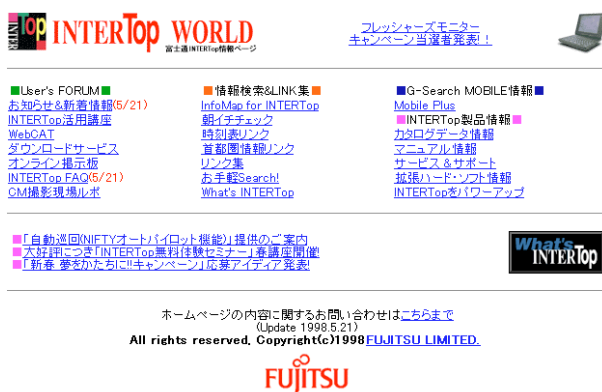 INTER Top INTERTop WORLD
富士通INTERTop情報ページ
フレッシャーズモニター
キャンペーン当選者発表!!
■User's FORUM■
お知らせ&新着情報(5/21)
INTERTop活用講座
WebCAT
ダウンロードサービス
オンライン掲示板
INTERTop FAQ(5/21)
CM撮影現場ルポ
■情報検索&LINK集■
InfoMap for INTERTop
朝イチチェック
時刻表リンク
首都圏情報リンク
リンク集
お手軽Search!
What's INTERTop
■G-Search MOBILE情報■
Mobile Plus
■INTERTop製品情報■
カタログデータ情報
マニュアル情報
サービス&サポート
拡張ハード・ソフト情報
INTERTopをパワーアップ
■「自動巡回(NIFTYオートパイロット機能)」提供のご案内
■大好評につき「INTERTop無料体験セミナー」春講座開催!
■「新春 夢をかたちに!!キャンペーン」応募アイディア発表!
What's
INTERTop
ホームページの内容に関するお問い合わせはこちらまで
(Update 1998.5.21)
All rights reserved, Copyright(c)1998 FUJITSU LIMITED.
FUJITSU